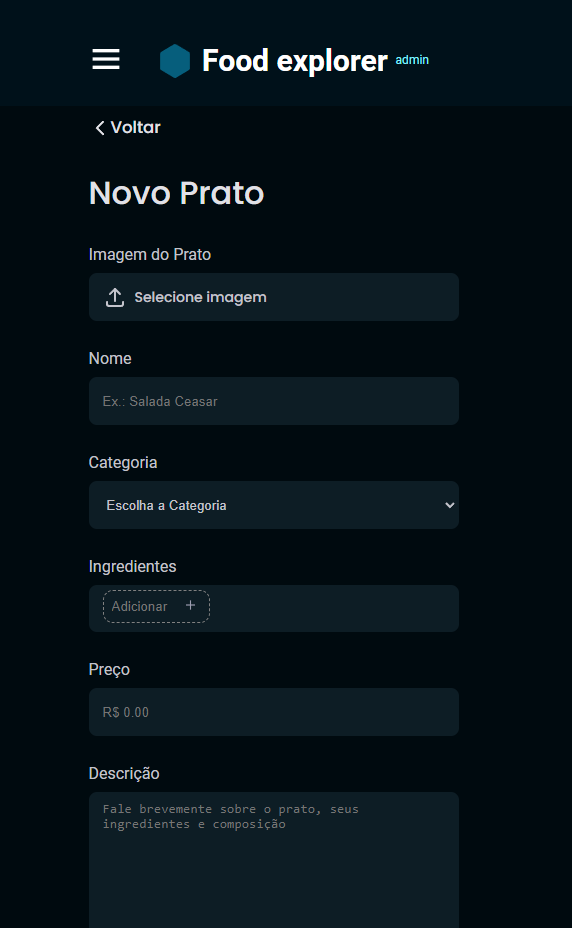 Food explorer admin
Voltar
Novo Prato
Imagem do Prato
Selecione imagem
Nome
Ex.: Salada Ceasar
Categoria
Escolha a Categoria
Ingredientes
Adicionar +
Preço
R$ 0.00
Descrição
Fale brevemente sobre o prato, seus
ingredientes e composição